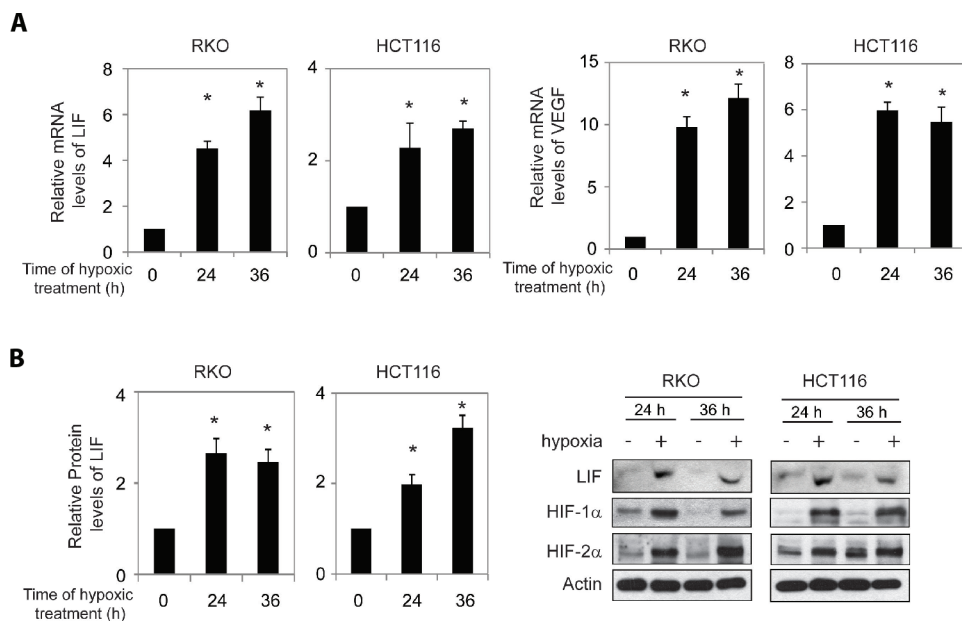 A
RKO
HCT116
RKO
HCT116
Relative mRNA
levels of LIF
8
6
4
2
0
4
2
0
Relative mRNA
levels of VEGF
15
10
5
0
8
6
4
2
0
Time of hypoxic
treatment (h)
0 24 36
0 24 36
Time of hypoxic
treatment (h)
0 24 36
0 24 36
* *
* *
* *
* *
B
RKO
HCT116
Relative Protein
levels of LIF
4
2
0
4
2
0
* *
* *
Time of hypoxic
treatment (h)
0 24 36
0 24 36
RKO HCT116
24 h 36 h 24 h 36 h
hypoxia - + - + - + - +
LIF
HIF-1α
HIF-2α
Actin